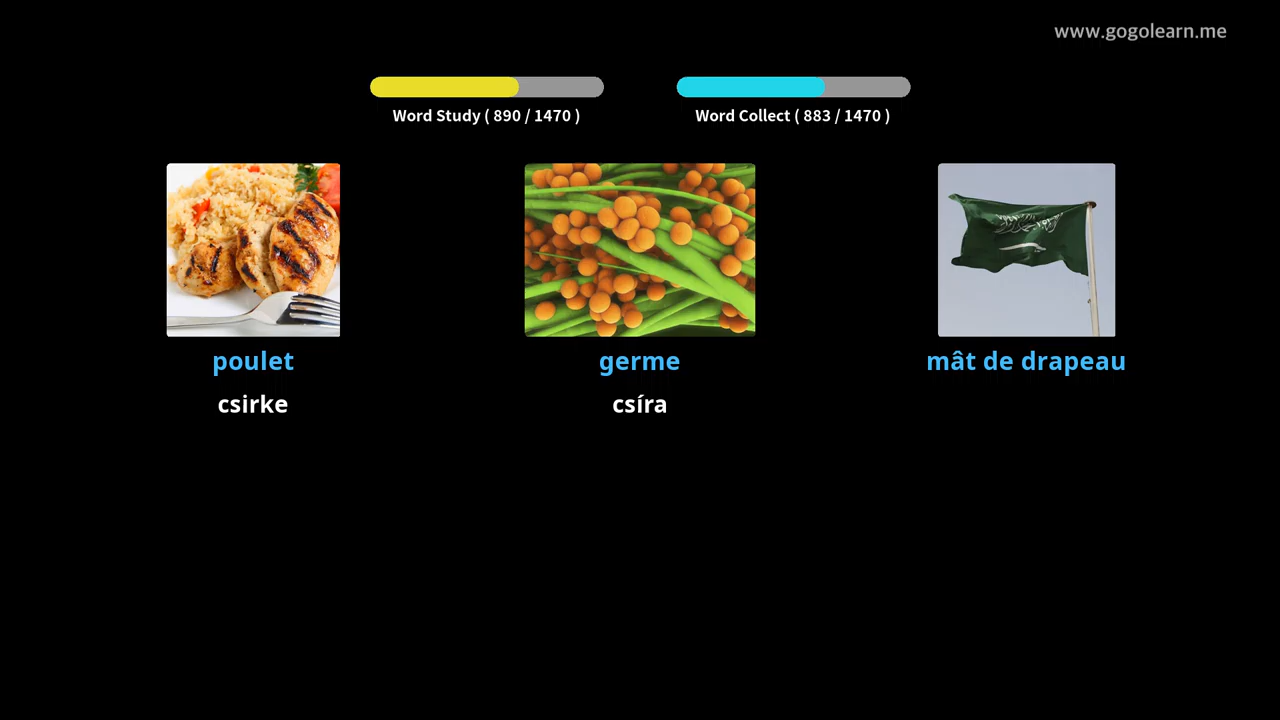 www.gogolearn.me
Word Study ( 890 / 1470 )
Word Collect ( 883 / 1470 )
poulet
germe
mât de drapeau
csirke
csíra